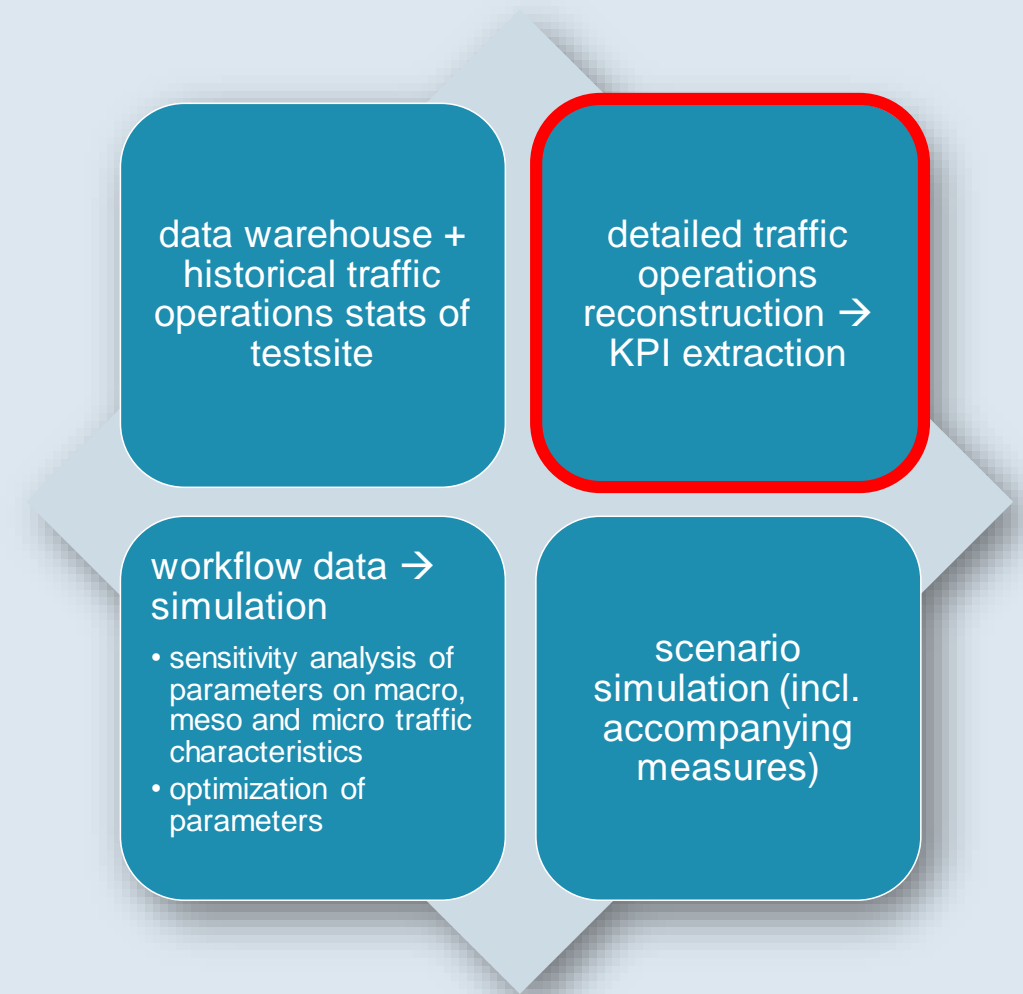 data warehouse +
historical traffic
operations stats of
testsite
detailed traffic
operations
reconstruction →
KPI extraction
workflow data →
simulation
• sensitivity analysis of
parameters on macro,
meso and micro traffic
characteristics
• optimization of
parameters
scenario
simulation (incl.
accompanying
measures)